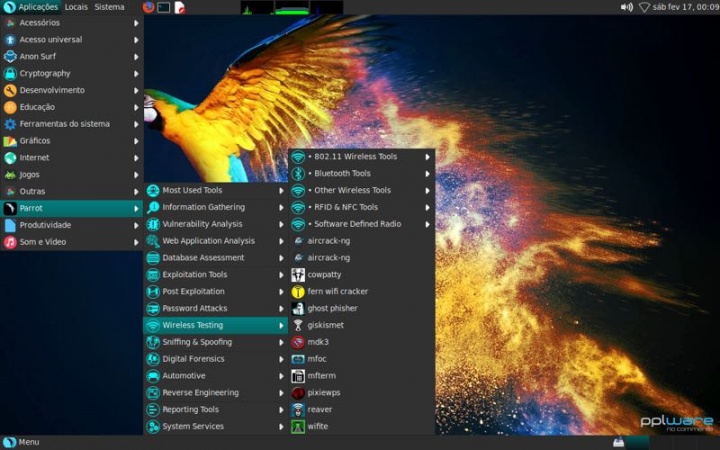 Aplicações Locais Sistema
sáb fev 17, 00:09
Acessórios
Acesso universal
Anon Surf
Cryptography
Desenvolvimento
Educação
Ferramentas do sistema
Gráficos
Internet
Jogos
Outras
Parrot
Produtividade
Som e Vídeo
Most Used Tools
Information Gathering
Vulnerability Analysis
Web Application Analysis
Database Assessment
Exploitation Tools
Post Exploitation
Password Attacks
Wireless Testing
Sniffing & Spoofing
Digital Forensics
Automotive
Reverse Engineering
Reporting Tools
System Services
• 802.11 Wireless Tools
• Bluetooth Tools
• Other Wireless Tools
• RFID & NFC Tools
• Software Defined Radio
aircrack-ng
aircrack-ng
cowpatty
fern wifi cracker
ghost phisher
giskismet
mdk3
mfoc
mfterm
pixiewps
reaver
wifite
pplware
no comments
Menu